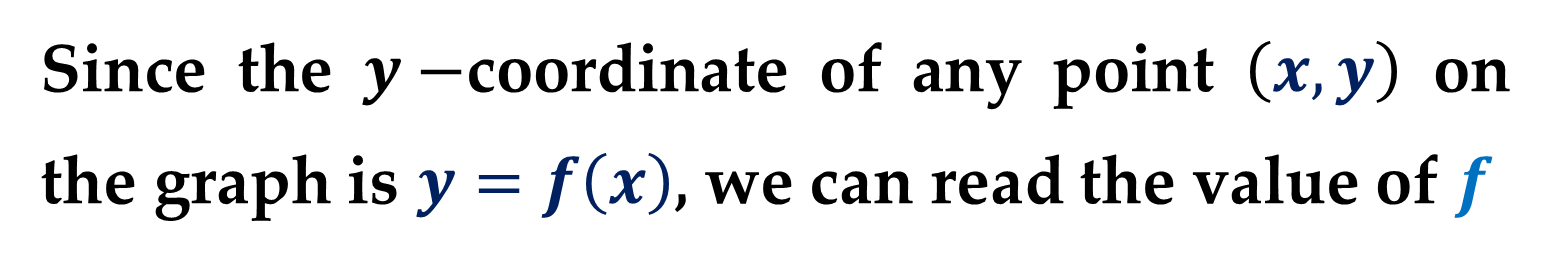 Since the y –coordinate of any point (x, y) on
the graph is y = f(x), we can read the value of f